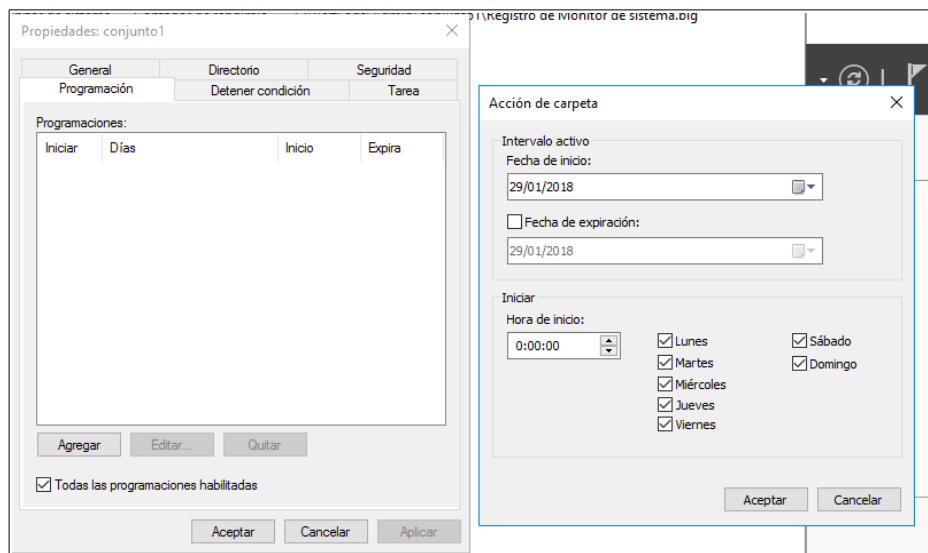 conjunto1\Registro de Monitor de sistema.blg
Propiedades: conjunto1
General Directorio Seguridad
Programación Detener condición Tarea
Programaciones:
Iniciar Días Inicio Expira
Agregar Editar... Quitar
Todas las programaciones habilitadas
Aceptar Cancelar Aplicar
Acción de carpeta
Intervalo activo
Fecha de inicio:
29/01/2018
Fecha de expiración:
29/01/2018
Iniciar
Hora de inicio:
0:00:00
Lunes
Martes
Miércoles
Jueves
Viernes
Sábado
Domingo
Aceptar Cancelar